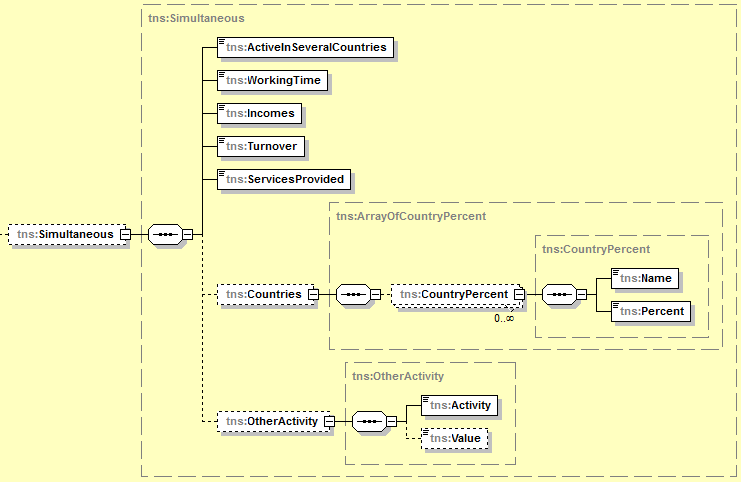 tns:Simultaneous
tns:ActiveInSeveralCountries
tns:WorkingTime
tns:Incomes
tns:Turnover
tns:ServicesProvided
tns:Simultaneous
tns:ArrayOfCountryPercent
tns:CountryPercent
tns:Countries
tns:CountryPercent
0..∞
tns:Name
tns:Percent
tns:OtherActivity
tns:OtherActivity
tns:Activity
tns:Value